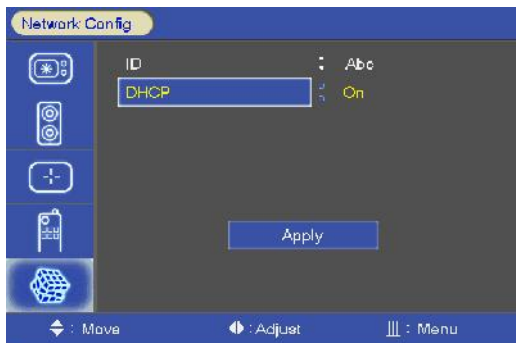 Network Config
ID : Abc
DHCP : On
Apply
: Move : Adjust : Menu